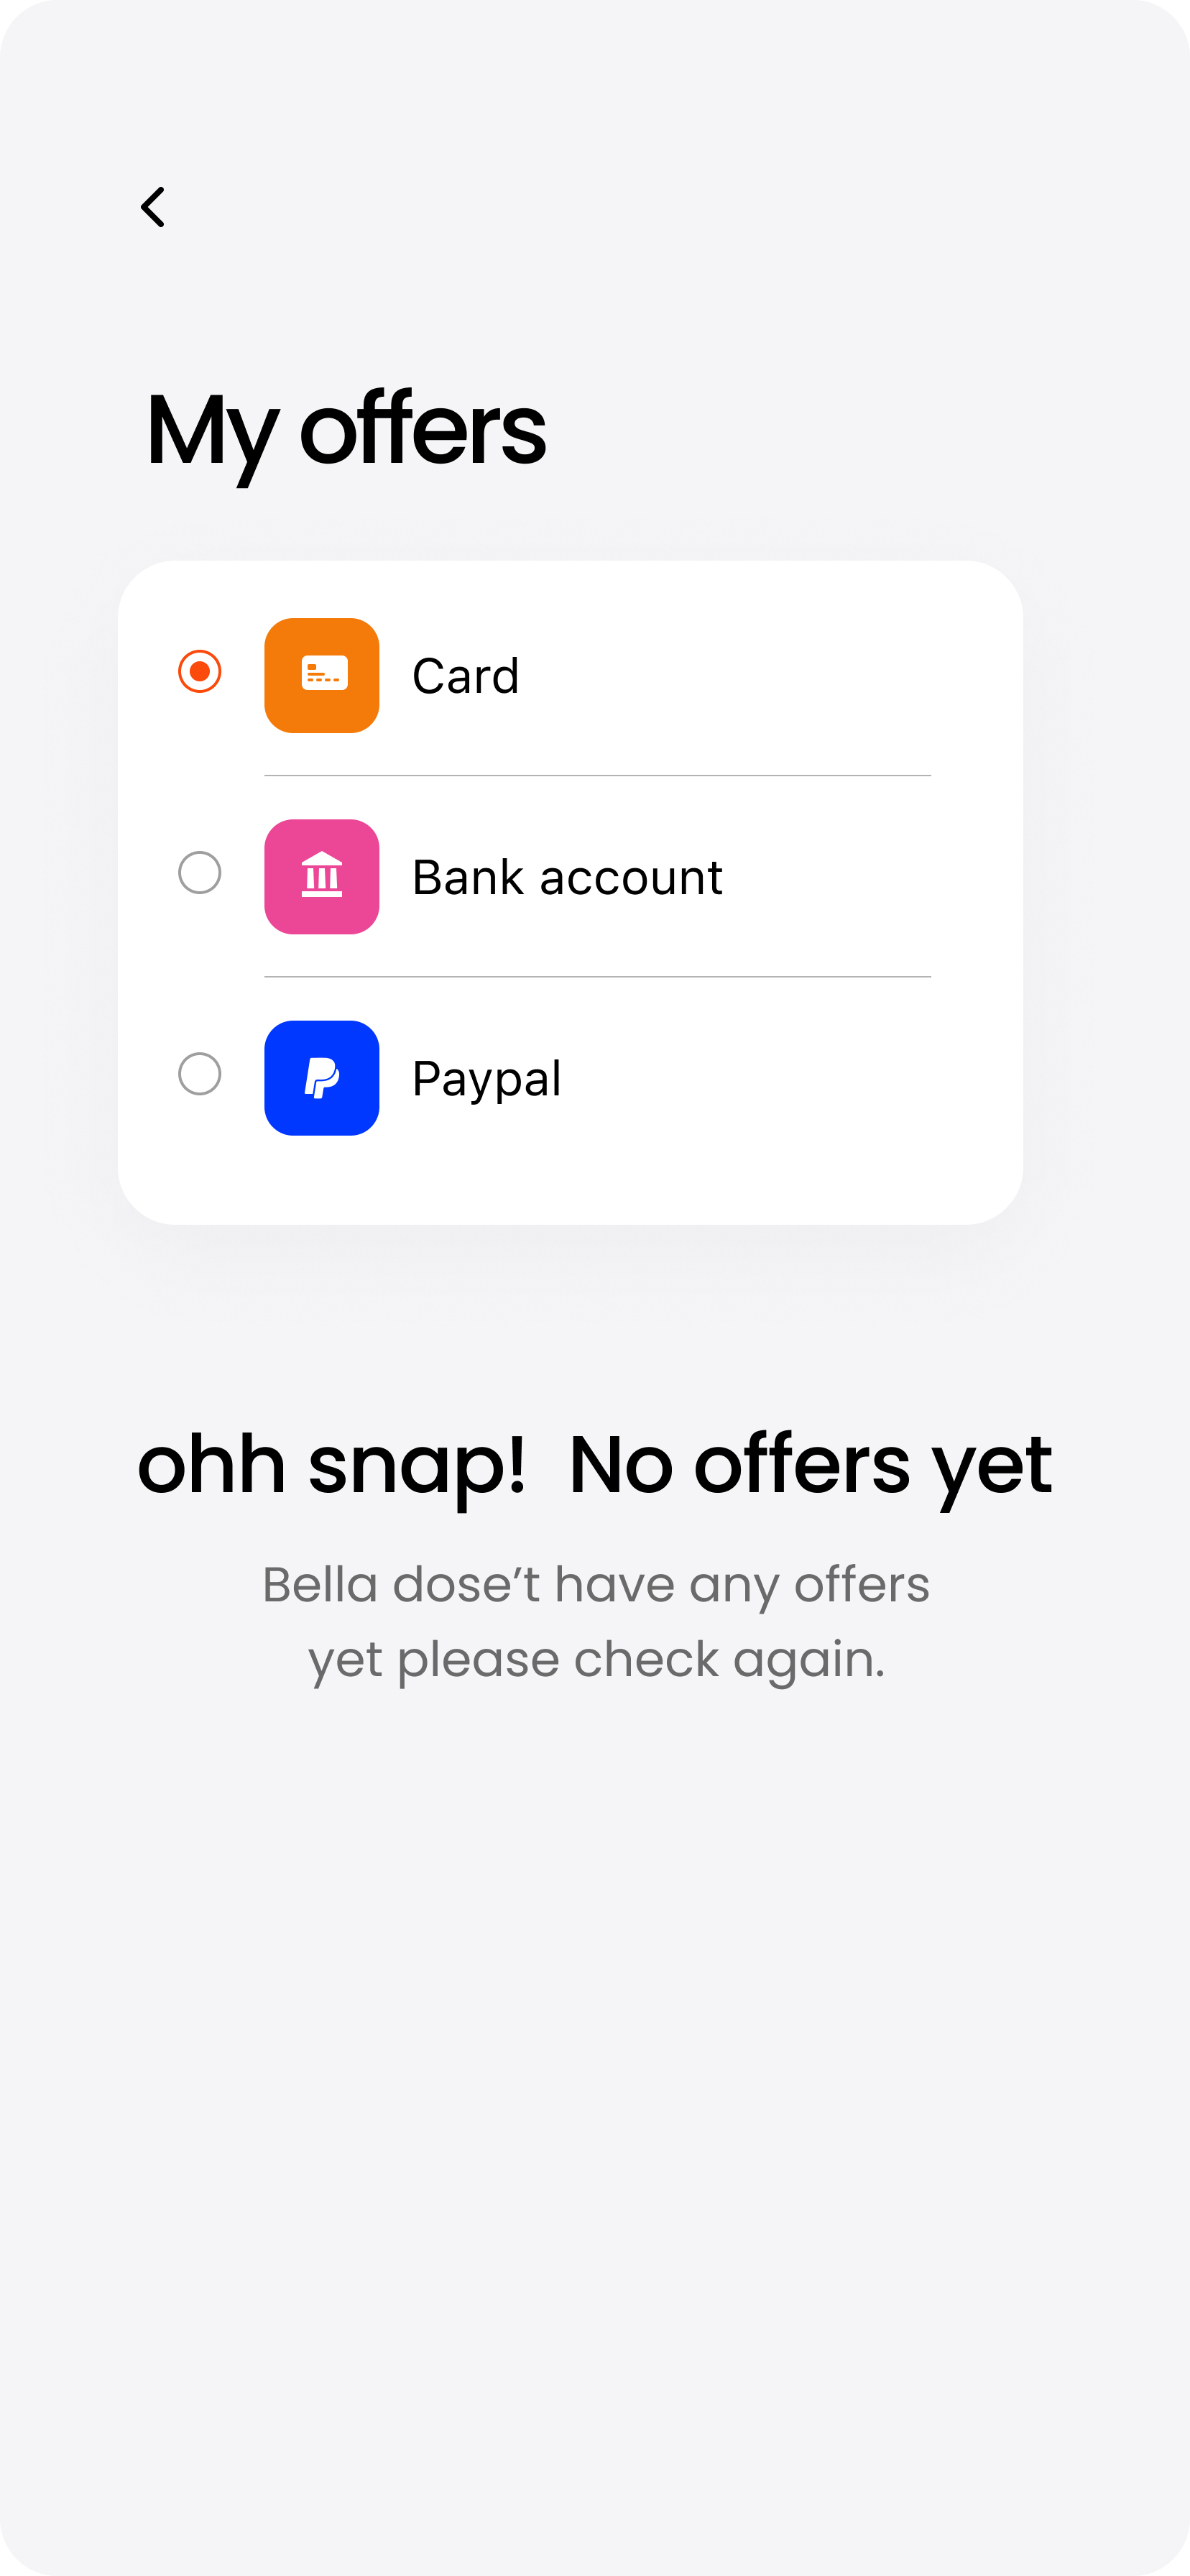 My offers
Card
Bank account
Paypal
ohh snap!  No offers yet
Bella dose’t have any offers
yet please check again.